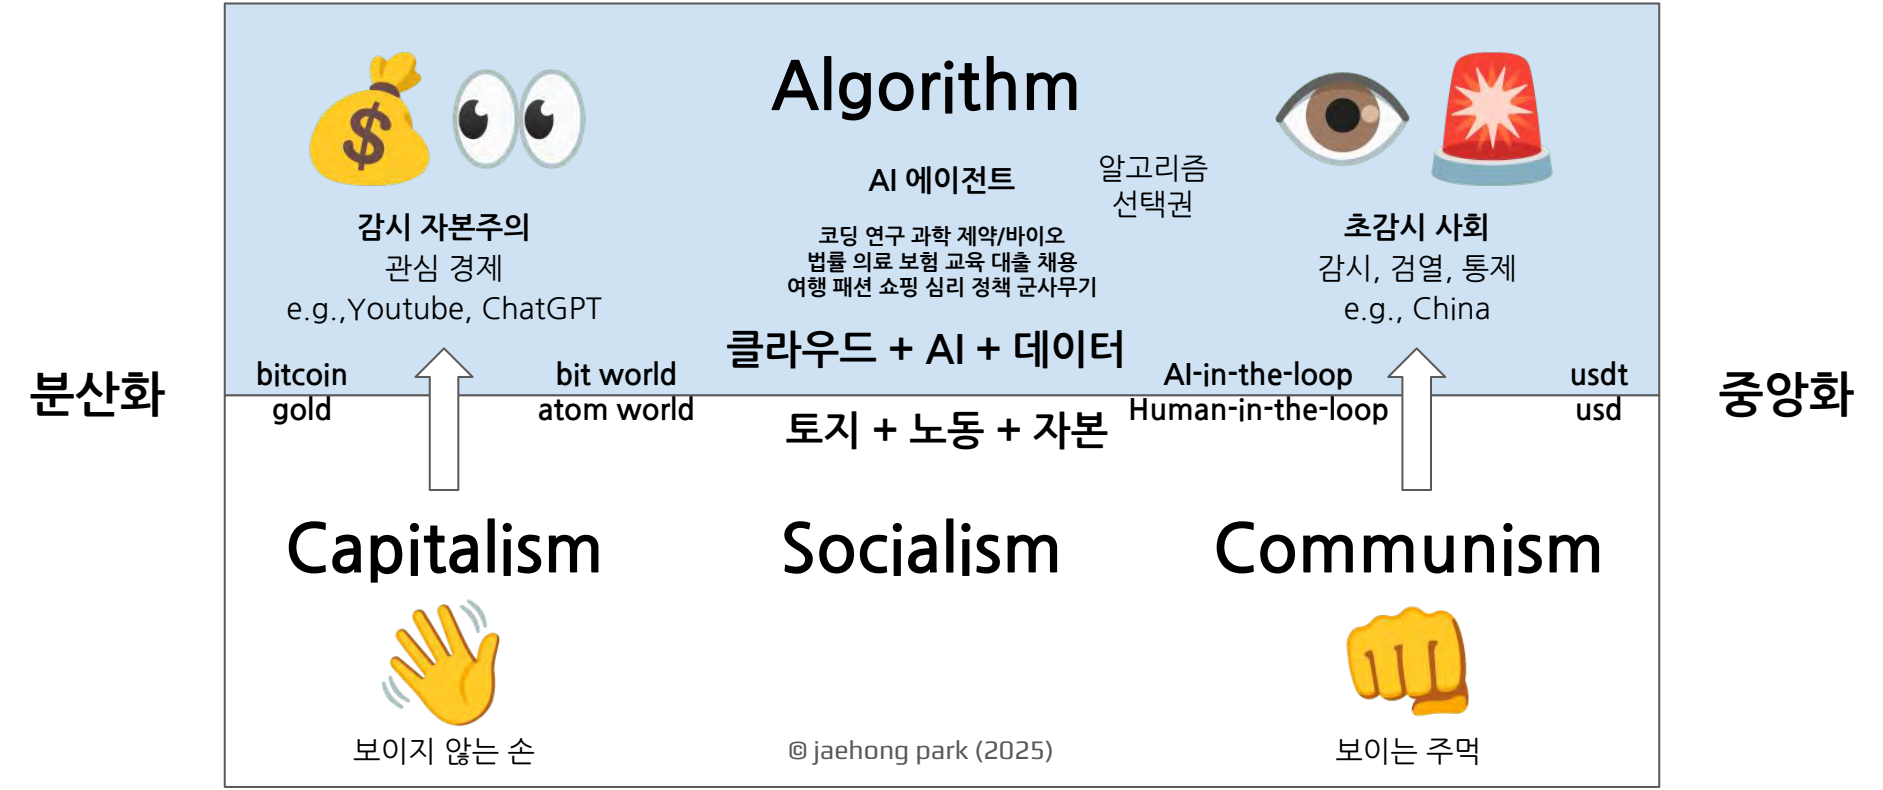 Algorithm
AI 에이전트
알고리즘
선택권
코딩 연구 과학 제약/바이오
법률 의료 보험 교육 대출 채용
여행 패션 쇼핑 심리 정책 군사무기
감시 자본주의
관심 경제
e.g.,Youtube, ChatGPT
초감시 사회
감시, 검열, 통제
e.g., China
클라우드 + AI + 데이터
bitcoin
gold
bit world
atom world
AI-in-the-loop
Human-in-the-loop
usdt
usd
분산화
중앙화
토지 + 노동 + 자본
Capitalism
Socialism
Communism
보이지 않는 손
© jaehong park (2025)
보이는 주먹